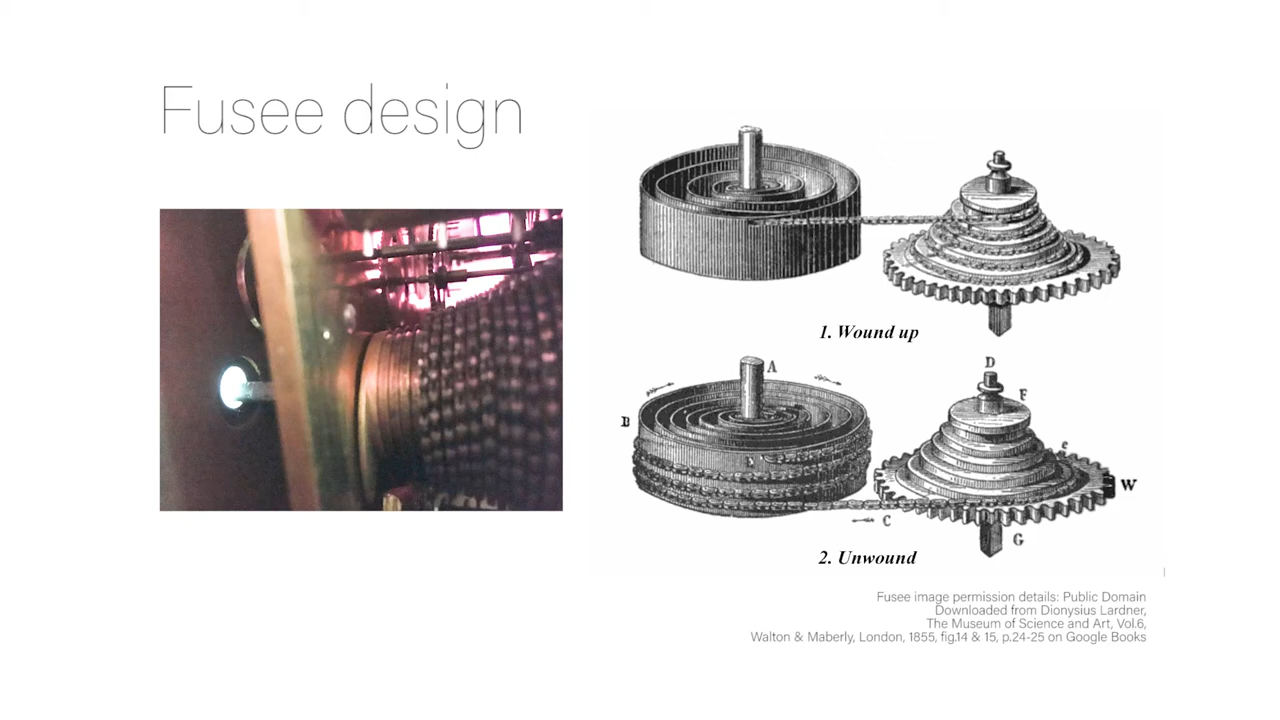 Fusee design
1. Wound up
A
B
D
F
e
W
C
G
2. Unwound
Fusee image permission details: Public Domain
Downloaded from Dionysius Lardner,
The Museum of Science and Art, Vol.6,
Walton & Maberly, London, 1855, fig.14 & 15, p.24-25 on Google Books